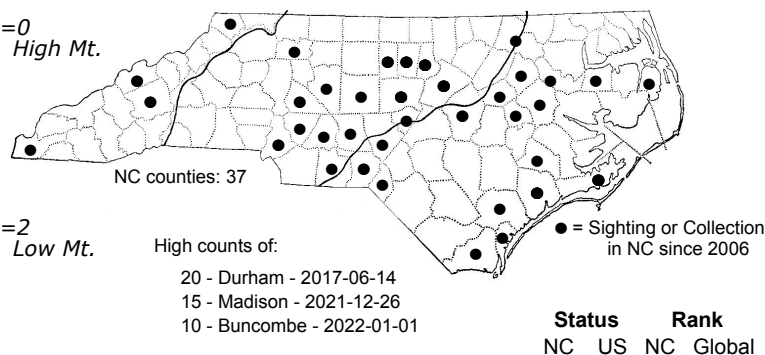 =0
High Mt.
NC counties: 37
=2
Low Mt.
High counts of:
20 - Durham - 2017-06-14
15 - Madison - 2021-12-26
10 - Buncombe - 2022-01-01
● = Sighting or Collection
in NC since 2006
Status Rank
NC US NC Global